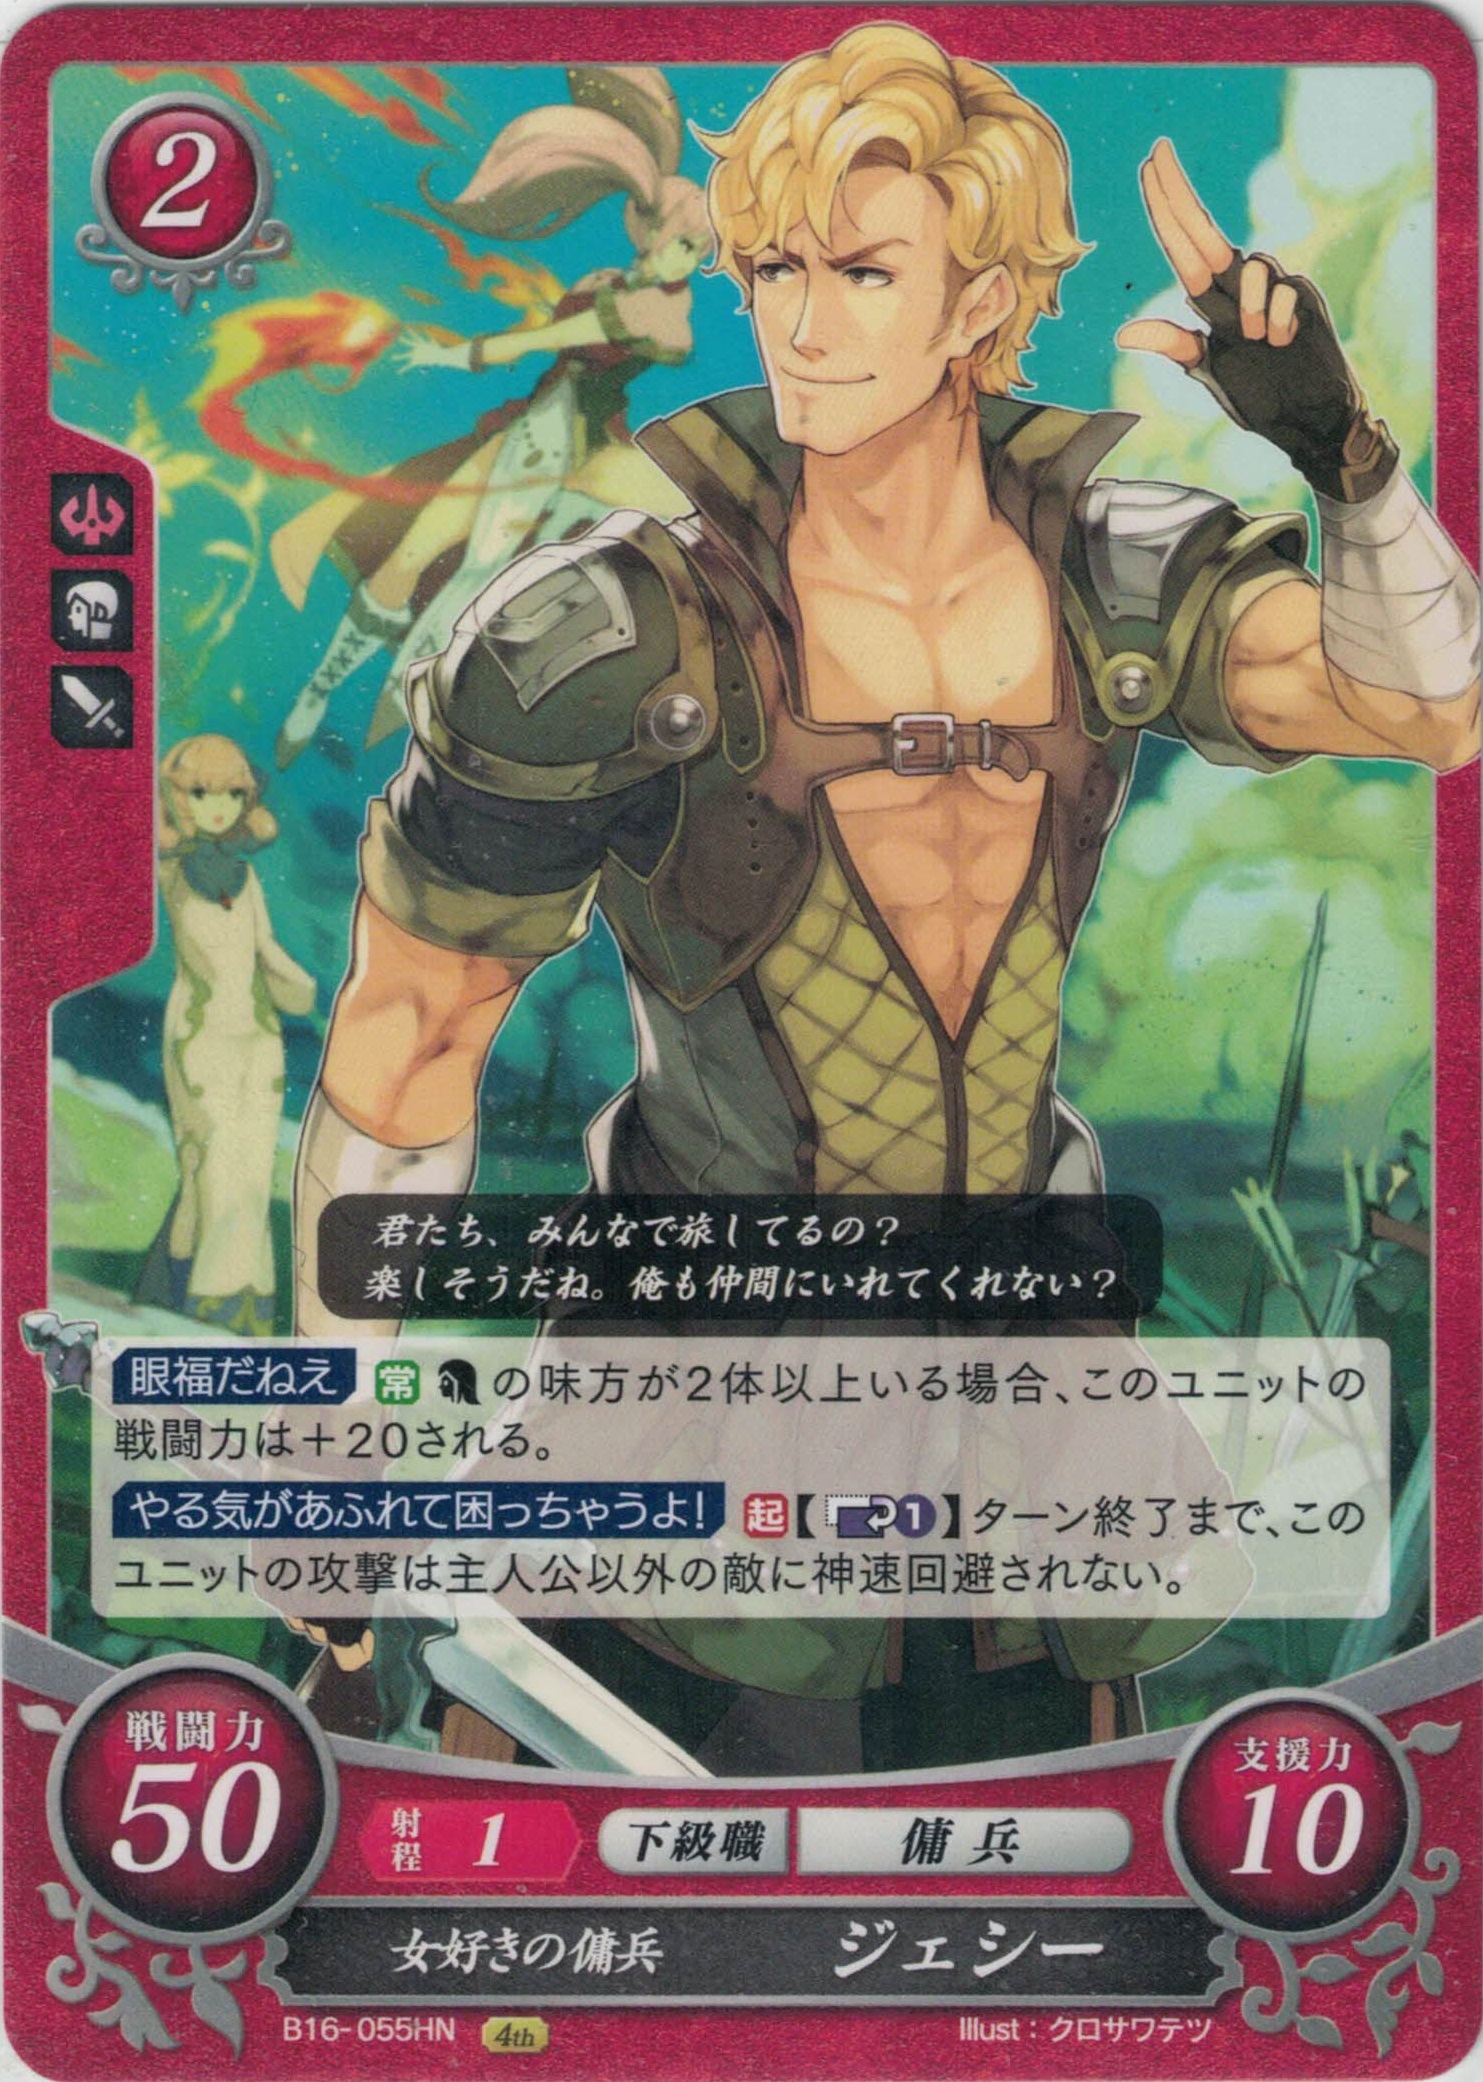 2
君たち、みんなで旅してるの？
楽しそうだね。俺も仲間にいれてくれない？
眼福だねえ 常 の味方が2体以上いる場合、このユニットの
戦闘力は＋20される。
やる気があふれて困っちゃうよ! 起【1】ターン終了まで、この
ユニットの攻撃は主人公以外の敵に神速回避されない。
戦闘力
50
射程 1
下級職
傭兵
支援力
10
女好きの傭兵 ジェシー
B16-055HN 4th
Illust：クロサワテツ